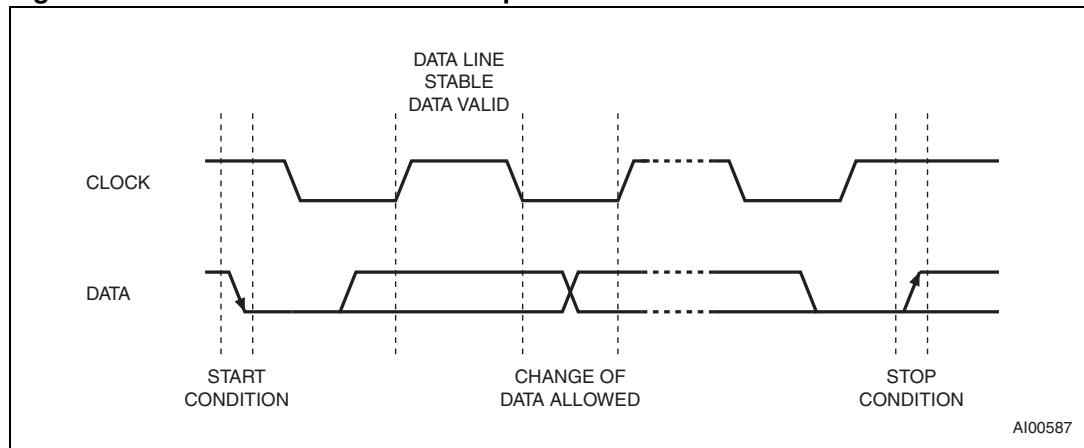 DATA LINE
STABLE
DATA VALID
CLOCK
DATA
START
CONDITION
CHANGE OF
DATA ALLOWED
STOP
CONDITION
AI00587